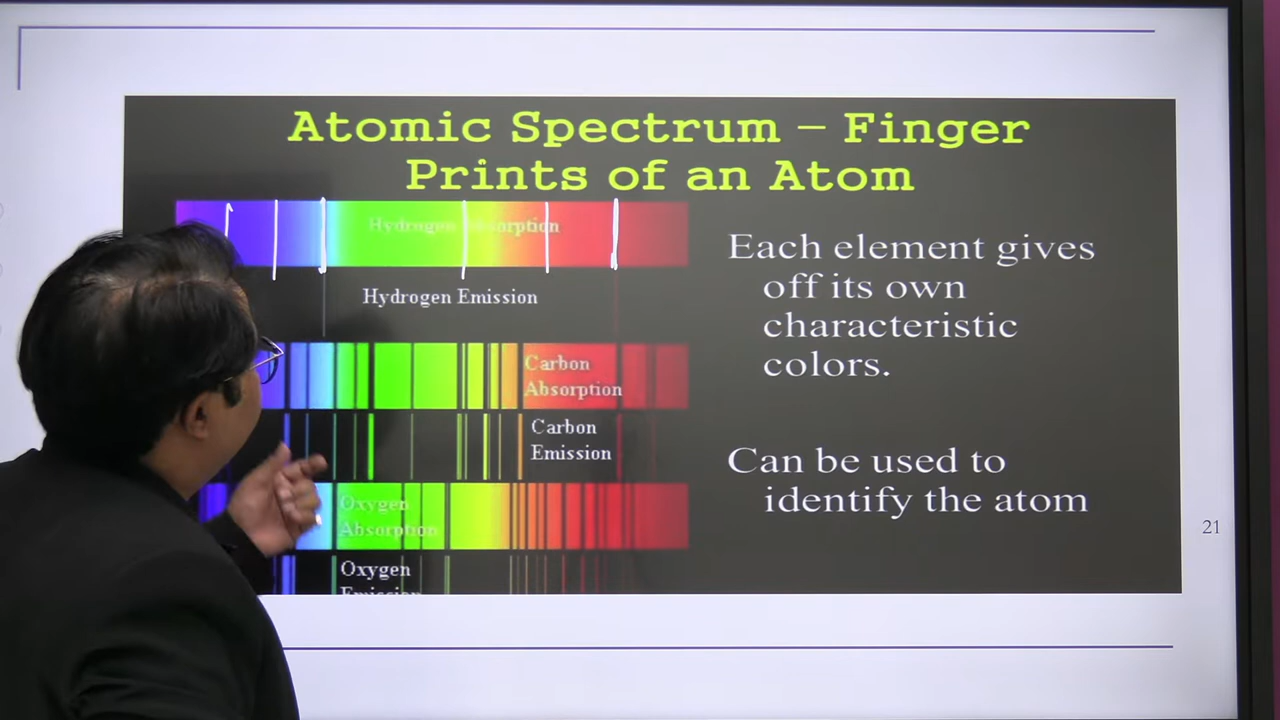 Atomic Spectrum – Finger
Prints of an Atom
Hydrogen Absorption
Hydrogen Emission
Carbon
Absorption
Carbon
Emission
Oxygen
Absorption
Oxygen
Emission
Each element gives
off its own
characteristic
colors.
Can be used to
identify the atom
21